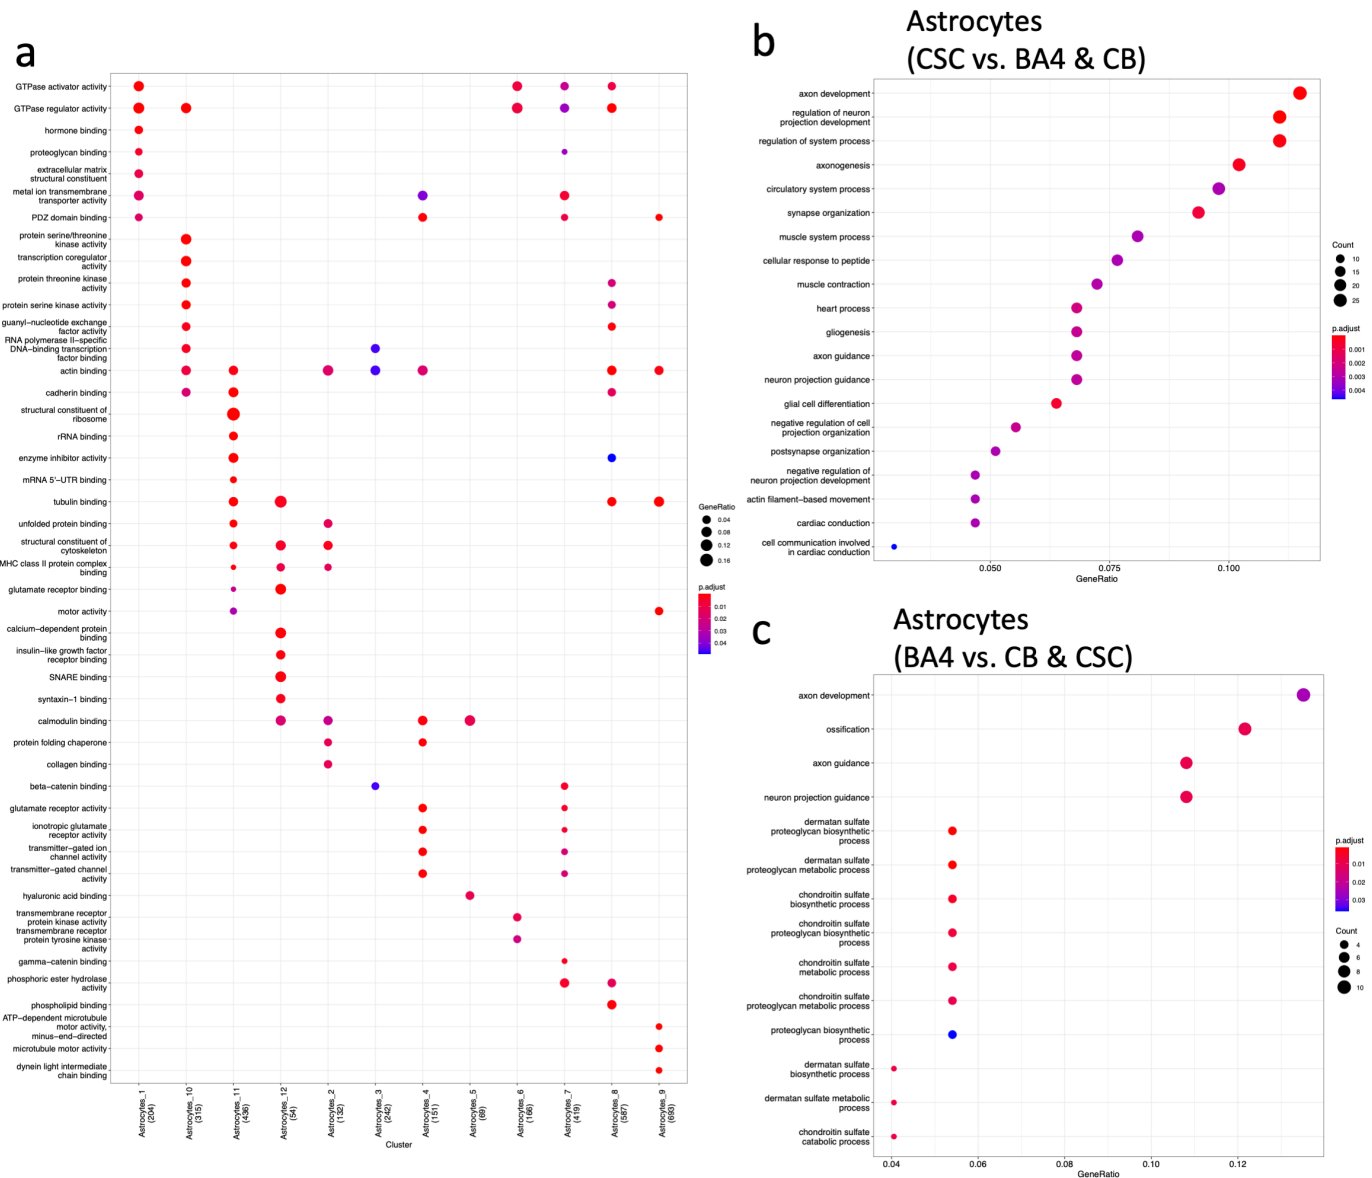 a
GTPase activator activity
GTPase regulator activity
hormone binding
proteoglycan binding
extracellular matrix
structural constituent
metal ion transmembrane
transporter activity
PDZ domain binding
protein serine/threonine
kinase activity
transcription coregulator
activity
protein threonine kinase
activity
protein serine kinase activity
guanyl−nucleotide exchange
factor activity
RNA polymerase II−specific
DNA−binding transcription
factor binding
actin binding
cadherin binding
structural constituent of
ribosome
rRNA binding
enzyme inhibitor activity
mRNA 5'−UTR binding
tubulin binding
unfolded protein binding
structural constituent of
cytoskeleton
MHC class II protein complex
binding
glutamate receptor binding
motor activity
calcium−dependent protein
binding
insulin−like growth factor
receptor binding
SNARE binding
syntaxin−1 binding
calmodulin binding
protein folding chaperone
collagen binding
beta−catenin binding
glutamate receptor activity
ionotropic glutamate
receptor activity
transmitter−gated ion
channel activity
transmitter−gated channel
activity
hyaluronic acid binding
transmembrane receptor
protein kinase activity
transmembrane receptor
protein tyrosine kinase
activity
gamma−catenin binding
phosphoric ester hydrolase
activity
phospholipid binding
ATP−dependent microtubule
motor activity,
minus−end−directed
microtubule motor activity
dynein light intermediate
chain binding
Astrocytes_1
(204)
Astrocytes_10
(315)
Astrocytes_11
(436)
Astrocytes_12
(54)
Astrocytes_2
(132)
Astrocytes_3
(242)
Astrocytes_4
(151)
Astrocytes_5
(69)
Astrocytes_6
(166)
Astrocytes_7
(419)
Astrocytes_8
(587)
Astrocytes_9
(693)
Cluster
GeneRatio
0.04
0.08
0.12
0.16
p.adjust
0.01
0.02
0.03
0.04
b
Astrocytes
(CSC vs. BA4 & CB)
axon development
regulation of neuron
projection development
regulation of system process
axonogenesis
circulatory system process
synapse organization
muscle system process
cellular response to peptide
muscle contraction
heart process
gliogenesis
axon guidance
neuron projection guidance
glial cell differentiation
negative regulation of cell
projection organization
postsynapse organization
negative regulation of
neuron projection development
actin filament−based movement
cardiac conduction
cell communication involved
in cardiac conduction
0.050
0.075
0.100
GeneRatio
Count
10
15
20
25
p.adjust
0.001
0.002
0.003
0.004
c
Astrocytes
(BA4 vs. CB & CSC)
axon development
ossification
axon guidance
neuron projection guidance
dermatan sulfate
proteoglycan biosynthetic
process
dermatan sulfate
proteoglycan metabolic process
chondroitin sulfate
biosynthetic process
chondroitin sulfate
proteoglycan biosynthetic
process
chondroitin sulfate
metabolic process
chondroitin sulfate
proteoglycan metabolic process
proteoglycan biosynthetic
process
dermatan sulfate
biosynthetic process
dermatan sulfate metabolic
process
chondroitin sulfate
catabolic process
0.04
0.06
0.08
0.10
0.12
GeneRatio
p.adjust
0.01
0.02
0.03
Count
4
6
8
10